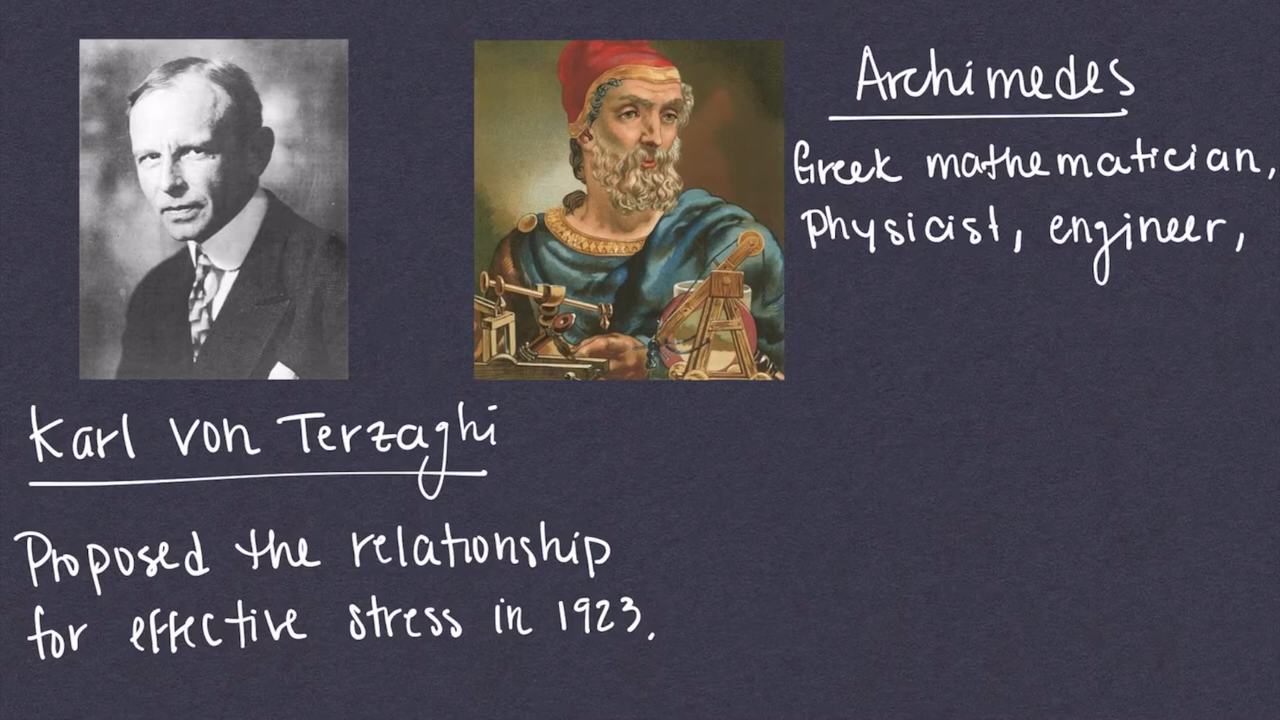 Archimedes
Greek mathematician,
Physicist, engineer,
Karl von Terzaghi
Proposed the relationship
for effective stress in 1923.